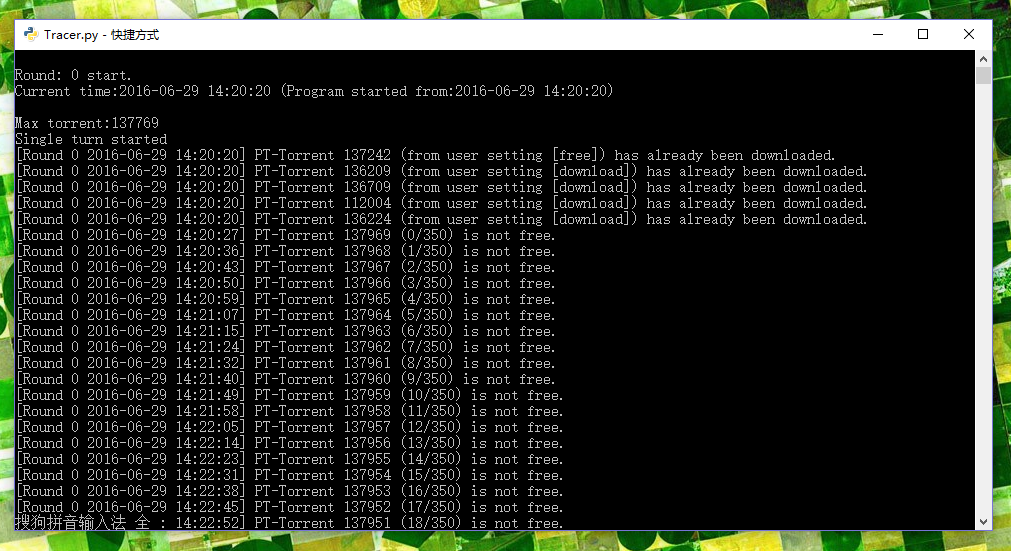 Tracer.py - 快捷方式
Round: 0 start.
Current time:2016-06-29 14:20:20 (Program started from:2016-06-29 14:20:20)
Max torrent:137769
Single turn started
[Round 0 2016-06-29 14:20:20] PT-Torrent 137242 (from user setting [free]) has already been downloaded.
[Round 0 2016-06-29 14:20:20] PT-Torrent 136209 (from user setting [download]) has already been downloaded.
[Round 0 2016-06-29 14:20:20] PT-Torrent 136709 (from user setting [download]) has already been downloaded.
[Round 0 2016-06-29 14:20:20] PT-Torrent 112004 (from user setting [download]) has already been downloaded.
[Round 0 2016-06-29 14:20:20] PT-Torrent 136224 (from user setting [download]) has already been downloaded.
[Round 0 2016-06-29 14:20:27] PT-Torrent 137969 (0/350) is not free.
[Round 0 2016-06-29 14:20:36] PT-Torrent 137968 (1/350) is not free.
[Round 0 2016-06-29 14:20:43] PT-Torrent 137967 (2/350) is not free.
[Round 0 2016-06-29 14:20:50] PT-Torrent 137966 (3/350) is not free.
[Round 0 2016-06-29 14:20:59] PT-Torrent 137965 (4/350) is not free.
[Round 0 2016-06-29 14:21:07] PT-Torrent 137964 (5/350) is not free.
[Round 0 2016-06-29 14:21:15] PT-Torrent 137963 (6/350) is not free.
[Round 0 2016-06-29 14:21:24] PT-Torrent 137962 (7/350) is not free.
[Round 0 2016-06-29 14:21:32] PT-Torrent 137961 (8/350) is not free.
[Round 0 2016-06-29 14:21:40] PT-Torrent 137960 (9/350) is not free.
[Round 0 2016-06-29 14:21:49] PT-Torrent 137959 (10/350) is not free.
[Round 0 2016-06-29 14:21:58] PT-Torrent 137958 (11/350) is not free.
[Round 0 2016-06-29 14:22:05] PT-Torrent 137957 (12/350) is not free.
[Round 0 2016-06-29 14:22:14] PT-Torrent 137956 (13/350) is not free.
[Round 0 2016-06-29 14:22:23] PT-Torrent 137955 (14/350) is not free.
[Round 0 2016-06-29 14:22:31] PT-Torrent 137954 (15/350) is not free.
[Round 0 2016-06-29 14:22:38] PT-Torrent 137953 (16/350) is not free.
[Round 0 2016-06-29 14:22:45] PT-Torrent 137952 (17/350) is not free.
搜狗拼音输入法 全 : 14:22:52] PT-Torrent 137951 (18/350) is not free.